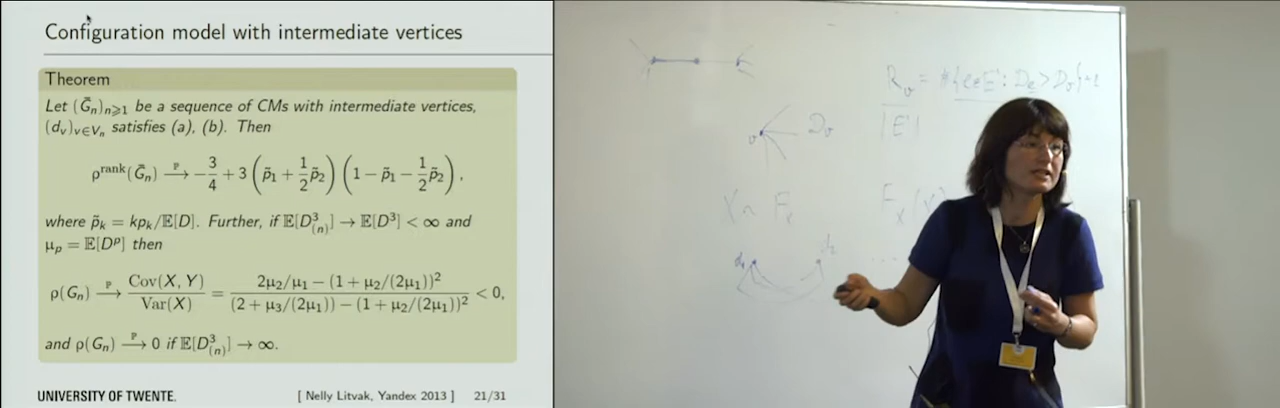 Configuration model with intermediate vertices
Theorem
Let (Ḡₙ)ₙ⩾₁ be a sequence of CMs with intermediate vertices,
(dᵥ)ᵥ∈Vₙ satisfies (a), (b). Then
ρ^rank(Ḡₙ) →^P −3/4 + 3 (p̃₁ + 1/2 p̃₂) (1 − p̃₁ − 1/2 p̃₂),
where p̃ₖ = kpₖ/𝔼[D]. Further, if 𝔼[D³₍ₙ₎] → 𝔼[D³] < ∞ and
μₚ = 𝔼[Dᵖ] then
ρ(Gₙ) →^P Cov(X, Y)/Var(X) = (2μ₂/μ₁ − (1 + μ₂/(2μ₁))²)/((2 + μ₃/(2μ₁)) − (1 + μ₂/(2μ₁))²) < 0,
and ρ(Gₙ) →^P 0 if 𝔼[D³₍ₙ₎] → ∞.
UNIVERSITY OF TWENTE.
[ Nelly Litvak, Yandex 2013 ] 21/31
Rᵥ = #{e∈E : Dₑ > Dᵥ}+1
|E|
v Dᵥ